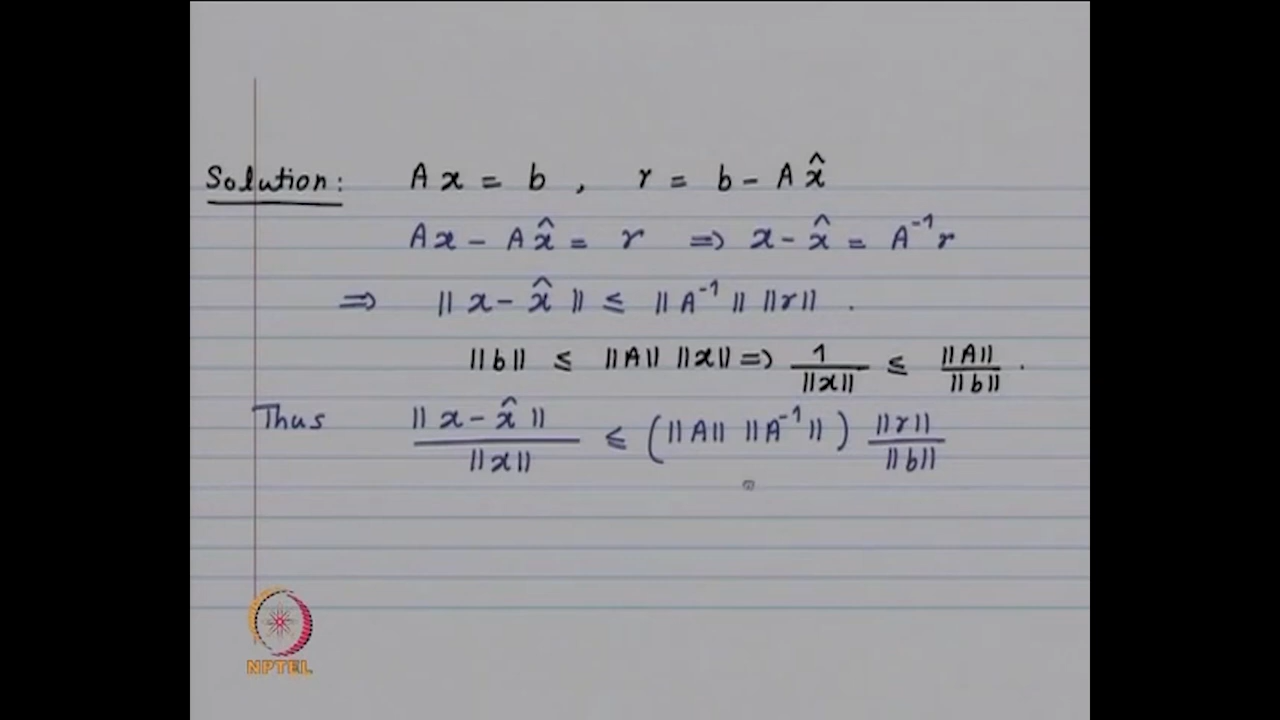 Solution: Ax = b , r = b - Ax̂
Ax - Ax̂ = r ⇒ x - x̂ = A⁻¹r
⇒ ||x - x̂|| ≤ ||A⁻¹|| ||r|| .
||b|| ≤ ||A|| ||x|| ⇒ 1/||x|| ≤ ||A||/||b|| .
Thus ||x - x̂||/||x|| ≤ (||A|| ||A⁻¹||) ||r||/||b||
NPTEL